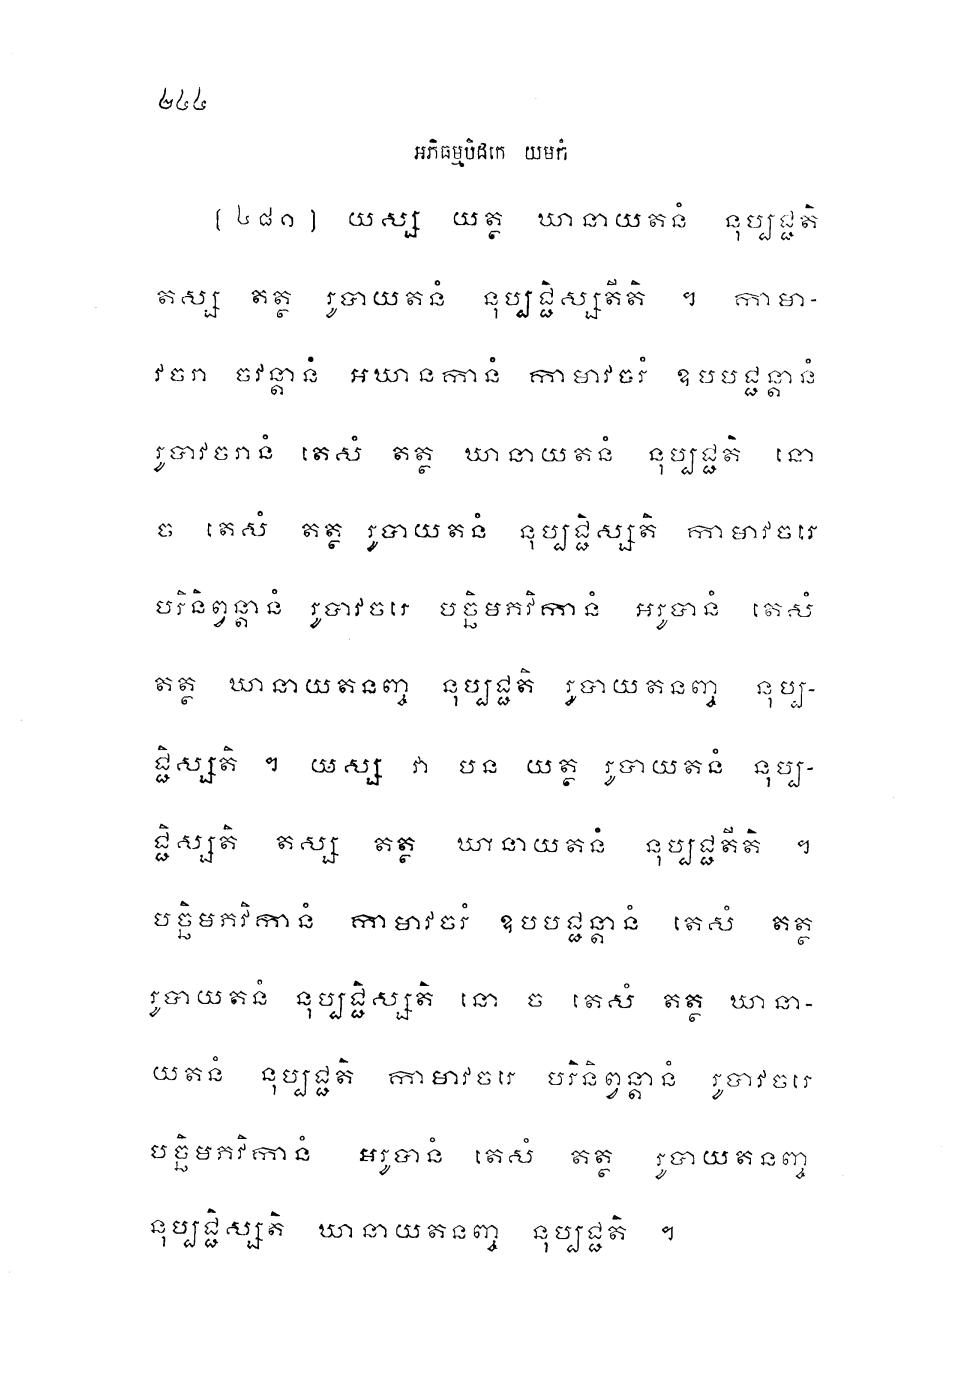 ២៤៤
អភិធម្មបិដកេ យមកំ
(៤៨១) យស្ស យត្ថ ឃានាយតនំ នុប្បជ្ជតិ
តស្ស តត្ថ រូបាយតនំ នុប្បជ្ជិស្សតីតិ ។ កាមា-
វចរា ចវន្តានំ អឃានកានំ កាមាវចរំ ឧបបជ្ជន្តានំ
រូបាវចរានំ តេសំ តត្ថ ឃានាយតនំ នុប្បជ្ជតិ នោ
ច តេសំ តត្ថ រូបាយតនំ នុប្បជ្ជិស្សតិ កាមាវចរេ
បរិនិព្វន្តានំ រូបាវចរេ បច្ឆិមភវិកានំ អរូបានំ តេសំ
តត្ថ ឃានាយតនញ្ច នុប្បជ្ជតិ រូបាយតនញ្ច នុប្ប-
ជ្ជិស្សតិ ។ យស្ស វា បន យត្ថ រូបាយតនំ នុប្ប-
ជ្ជិស្សតិ តស្ស តត្ថ ឃានាយតនំ នុប្បជ្ជតីតិ ។
បច្ឆិមភវិកានំ កាមាវចរំ ឧបបជ្ជន្តានំ តេសំ តត្ថ
រូបាយតនំ នុប្បជ្ជិស្សតិ នោ ច តេសំ តត្ថ ឃានា-
យតនំ នុប្បជ្ជតិ កាមាវចរេ បរិនិព្វន្តានំ រូបាវចរេ
បច្ឆិមភវិកានំ អរូបានំ តេសំ តត្ថ រូបាយតនញ្ច
នុប្បជ្ជិស្សតិ ឃានាយតនញ្ច នុប្បជ្ជតិ ។